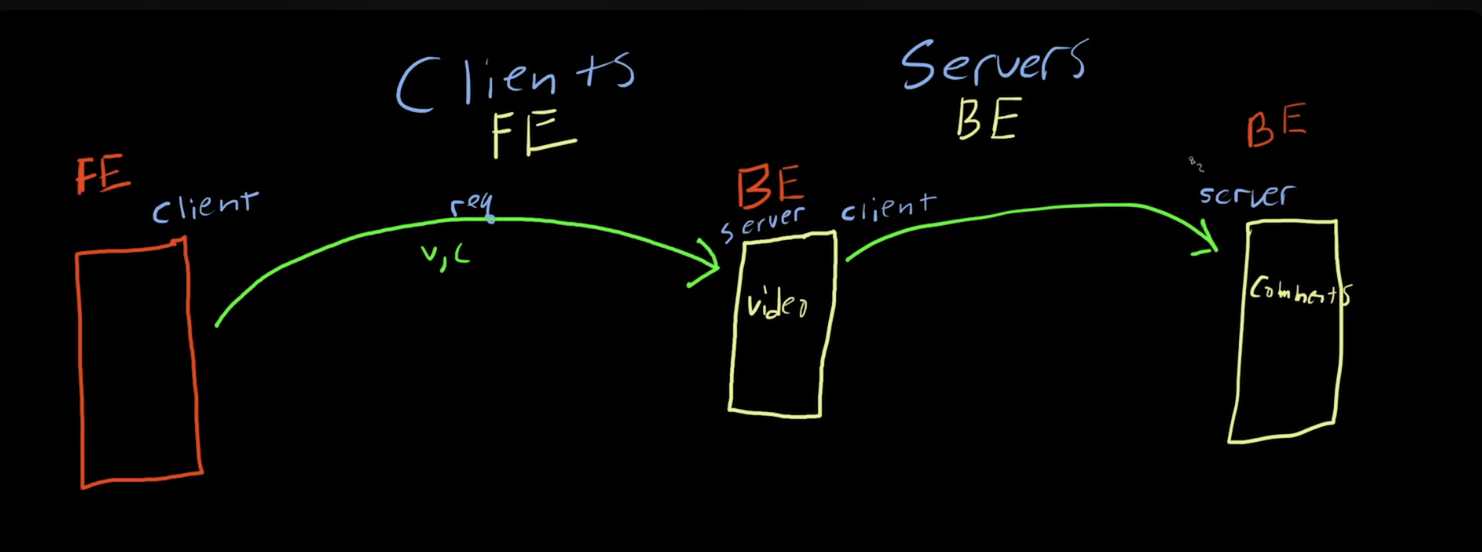 Clients
Servers
FE
BE
BE
FE
BE
client
req
server
client
server
v, c
video
Comments